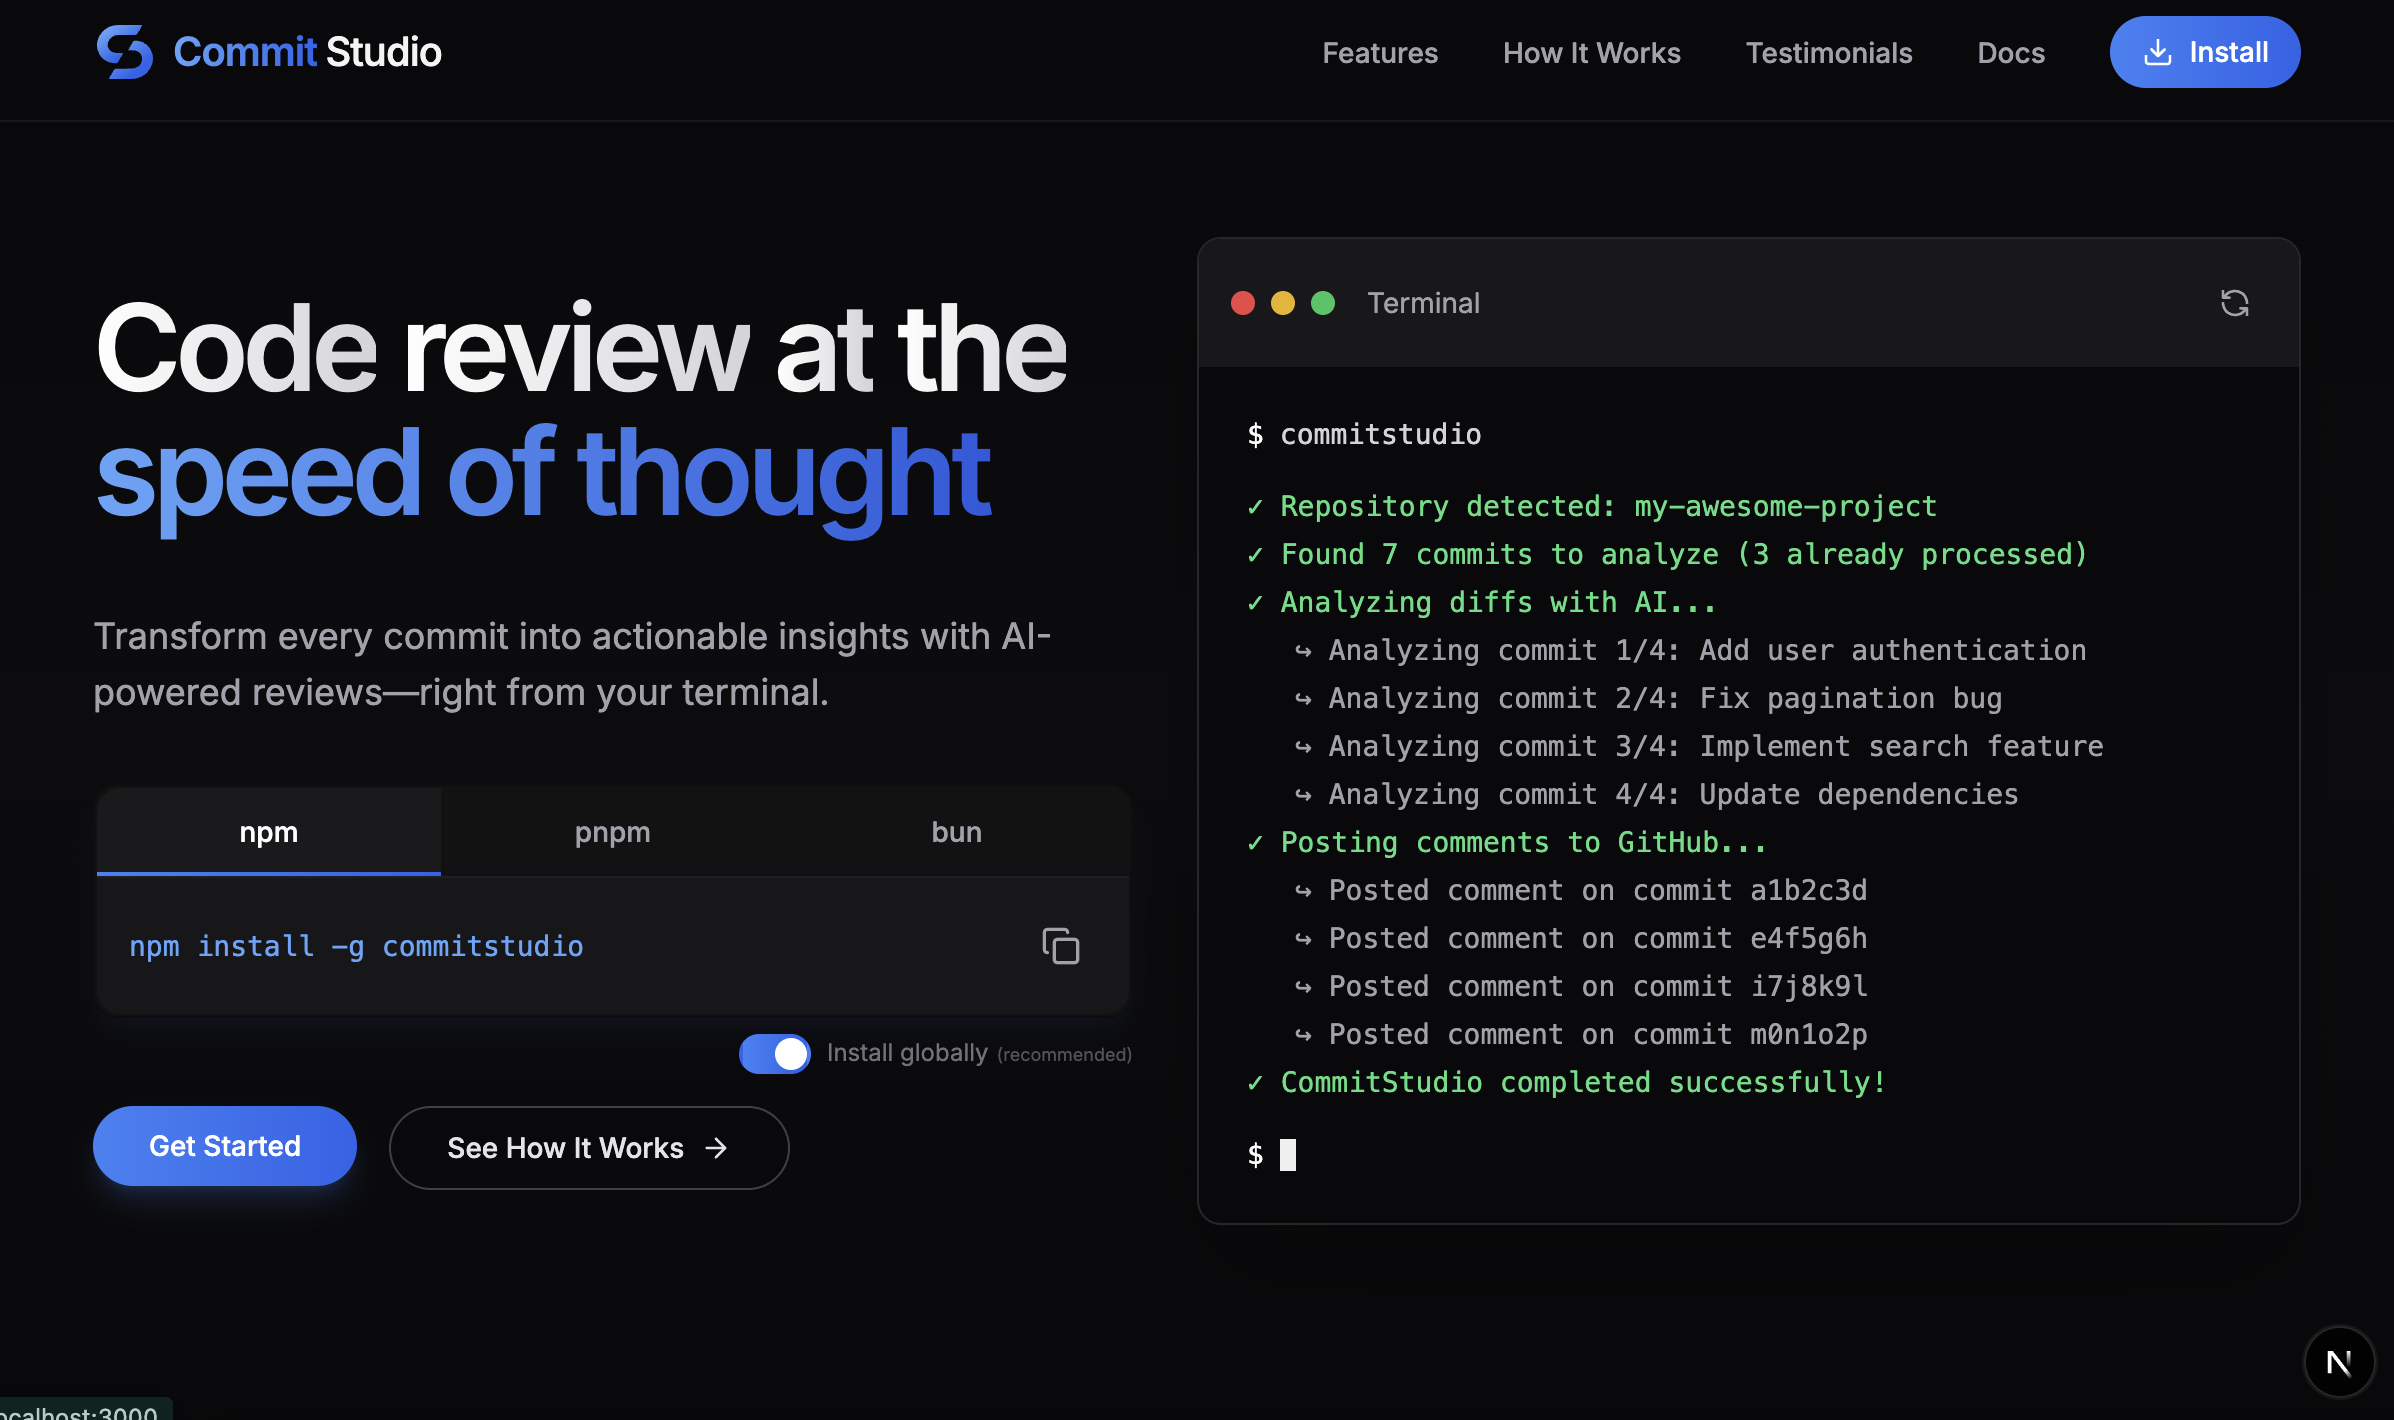 Commit Studio
Features
How It Works
Testimonials
Docs
Install
Code review at the
speed of thought
Transform every commit into actionable insights with AI-
powered reviews—right from your terminal.
npm
pnpm
bun
npm install -g commitstudio
Install globally (recommended)
Get Started
See How It Works →
Terminal
$ commitstudio
✓ Repository detected: my-awesome-project
✓ Found 7 commits to analyze (3 already processed)
✓ Analyzing diffs with AI...
↪ Analyzing commit 1/4: Add user authentication
↪ Analyzing commit 2/4: Fix pagination bug
↪ Analyzing commit 3/4: Implement search feature
↪ Analyzing commit 4/4: Update dependencies
✓ Posting comments to GitHub...
↪ Posted comment on commit a1b2c3d
↪ Posted comment on commit e4f5g6h
↪ Posted comment on commit i7j8k9l
↪ Posted comment on commit m0n1o2p
✓ CommitStudio completed successfully!
$
N
ocalhost:3000